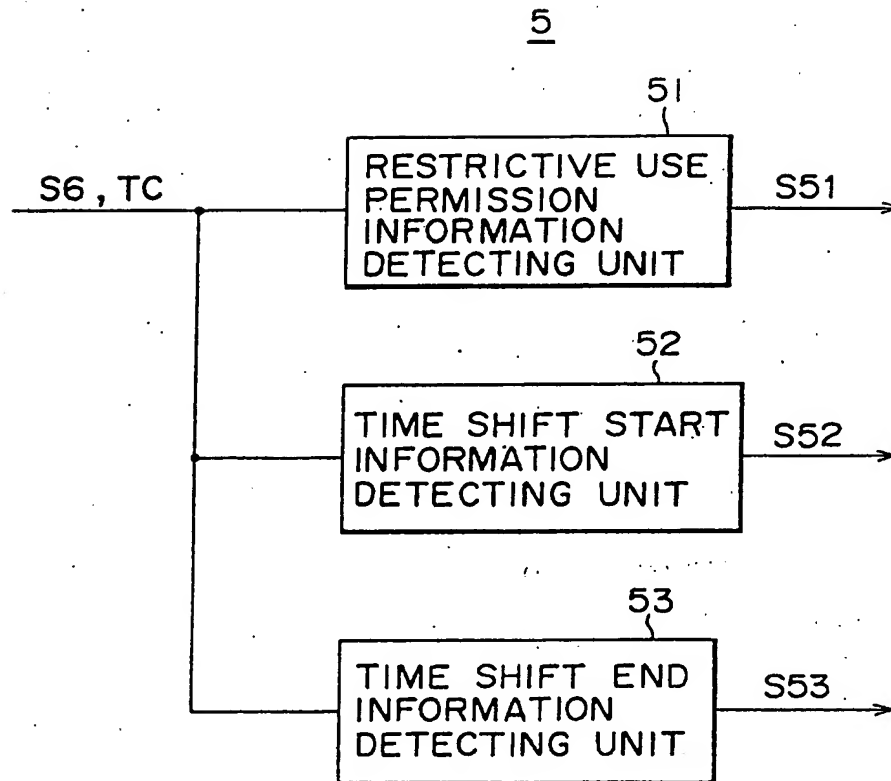 5
51
S6, TC
RESTRICTIVE USE
PERMISSION
INFORMATION
DETECTING UNIT
S51
52
TIME SHIFT START
INFORMATION
DETECTING UNIT
S52
53
TIME SHIFT END
INFORMATION
DETECTING UNIT
S53